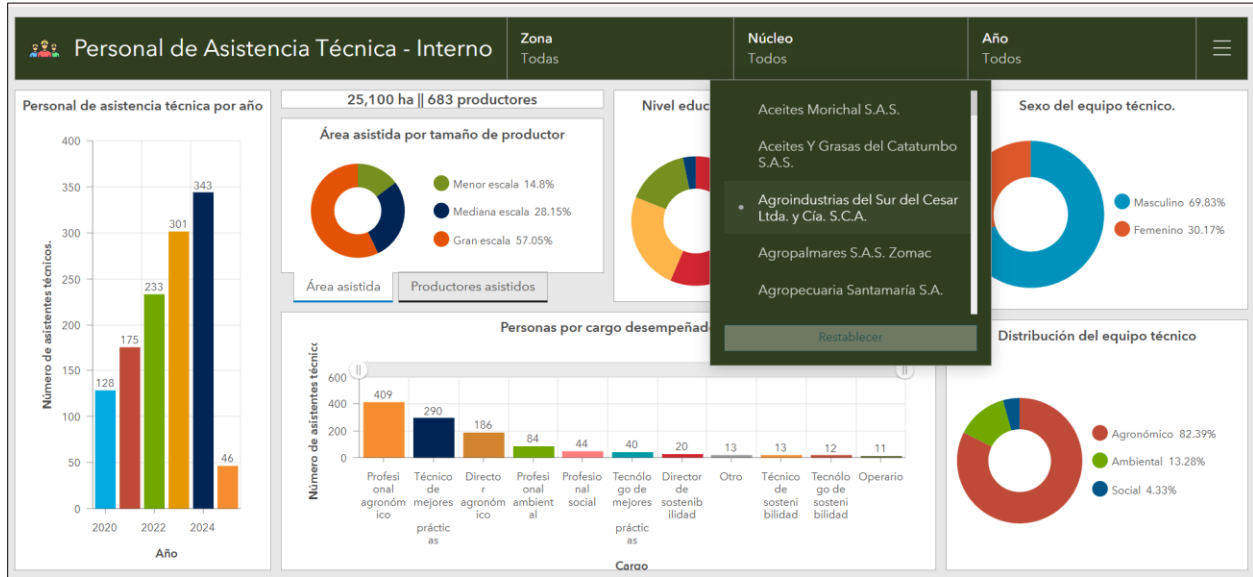 Personal de Asistencia Técnica - Interno
Zona
Todas
Núcleo
Todos
Año
Todos
Personal de asistencia técnica por año
Número de asistentes técnicos.
400
350
300
250
200
150
100
50
0
128
175
233
301
343
46
2020
2022
2024
Año
25,100 ha || 683 productores
Área asistida por tamaño de productor
Menor escala 14.8%
Mediana escala 28.15%
Gran escala 57.05%
Área asistida
Productores asistidos
Nivel educ
Aceites Morichal S.A.S.
Aceites Y Grasas del Catatumbo
S.A.S.
Agroindustrias del Sur del Cesar
Ltda. y Cía. S.C.A.
Agropalmares S.A.S. Zomac
Agropecuaria Santamaría S.A.
Restablecer
Sexo del equipo técnico.
Masculino 69.83%
Femenino 30.17%
Personas por cargo desempeñad
Número de asistentes técnicc
600
400
200
0
409
290
186
84
44
40
20
13
13
12
11
Profesi
onal
agronóm
ico
Técnico
de
mejores
práctic
as
Directo
r
agronóm
ico
Profesi
onal
ambient
al
Profesio
nal
social
Tecnólo
go de
mejores
práctic
as
Director
de
sostenib
ilidad
Otro
Técnico
de
sosteni
bilidad
Tecnólo
go de
sosteni
bilidad
Operario
Cargo
Distribución del equipo técnico
Agronómico 82.39%
Ambiental 13.28%
Social 4.33%